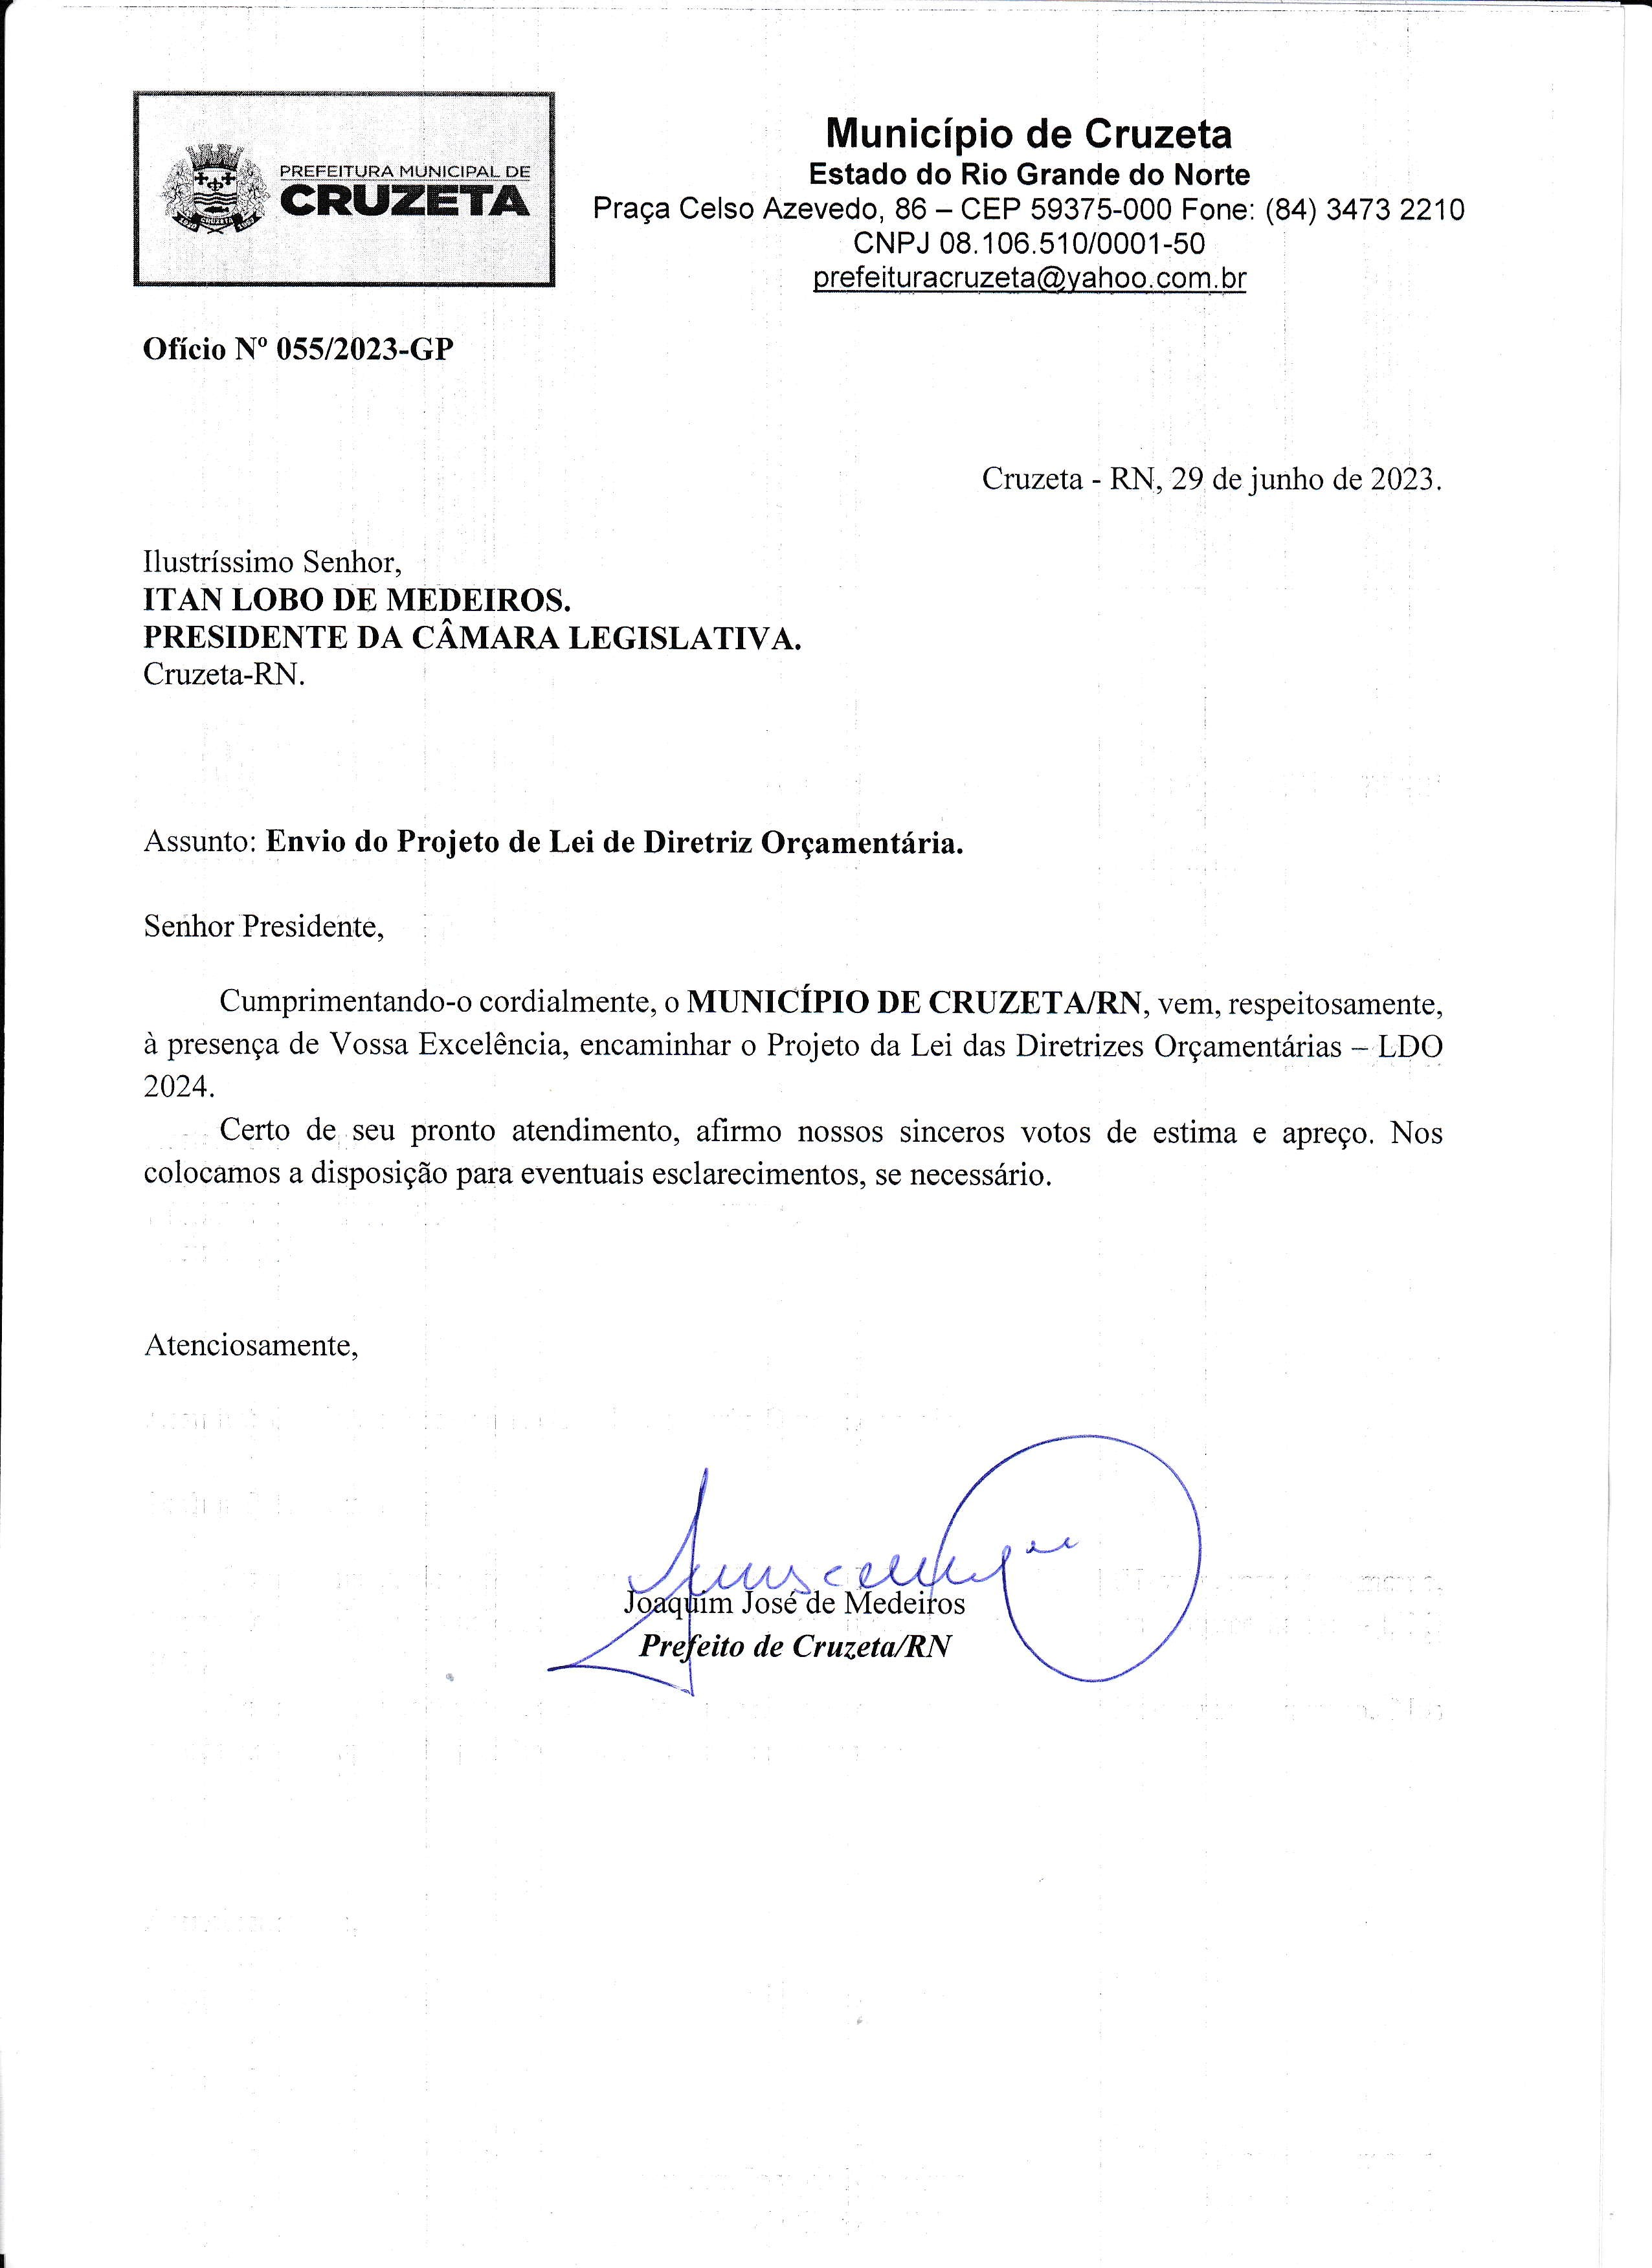 PREFEITURA MUNICIPAL DE
CRUZETA
Município de Cruzeta
Estado do Rio Grande do Norte
Praça Celso Azevedo, 86 – CEP 59375-000 Fone: (84) 3473 2210
CNPJ 08.106.510/0001-50
prefeituracruzeta@yahoo.com.br
Ofício Nº 055/2023-GP
Cruzeta - RN, 29 de junho de 2023.
Ilustríssimo Senhor,
ITAN LOBO DE MEDEIROS.
PRESIDENTE DA CÂMARA LEGISLATIVA.
Cruzeta-RN.
Assunto: Envio do Projeto de Lei de Diretriz Orçamentária.
Senhor Presidente,
Cumprimentando-o cordialmente, o MUNICÍPIO DE CRUZETA/RN, vem, respeitosamente,
à presença de Vossa Excelência, encaminhar o Projeto da Lei das Diretrizes Orçamentárias – LDO
2024.
Certo de seu pronto atendimento, afirmo nossos sinceros votos de estima e apreço. Nos
colocamos a disposição para eventuais esclarecimentos, se necessário.
Atenciosamente,
Joaquim José de Medeiros
Prefeito de Cruzeta/RN